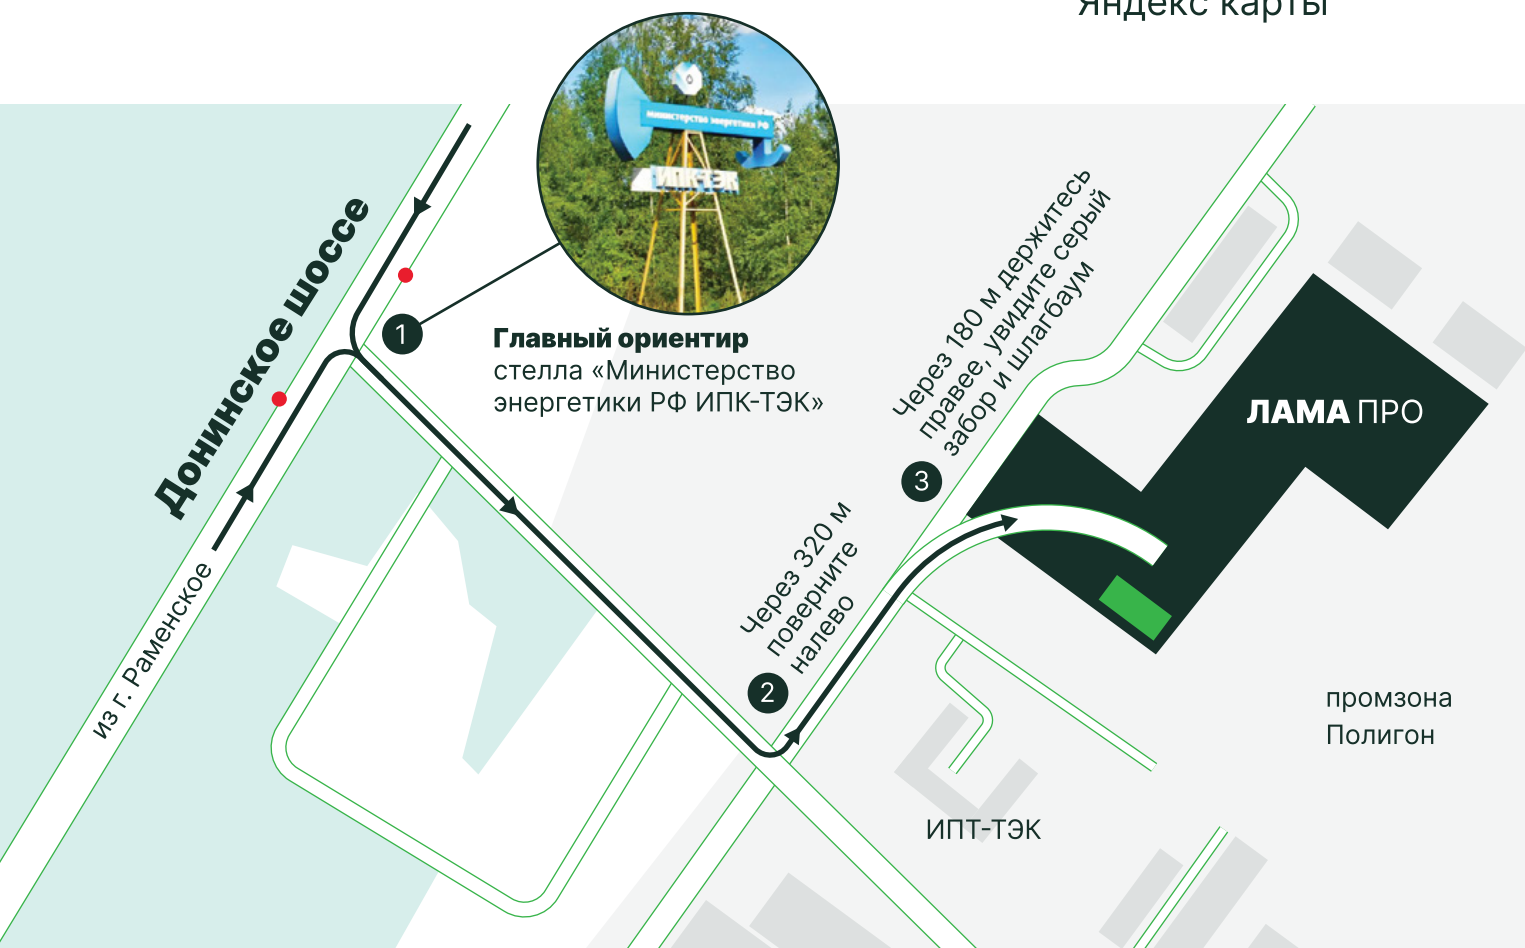 Яндекс карты
министерство энергетики РФ
ИПК-ТЭК
Донинское шоссе
1
Главный ориентир
стелла «Министерство
энергетики РФ ИПК-ТЭК»
из г. Раменское
Через 320 м
поверните
налево
2
Через 180 м держитесь
правее, увидите серый
забор и шлагбаум
3
ЛАМА ПРО
промзона
Полигон
ИПТ-ТЭК